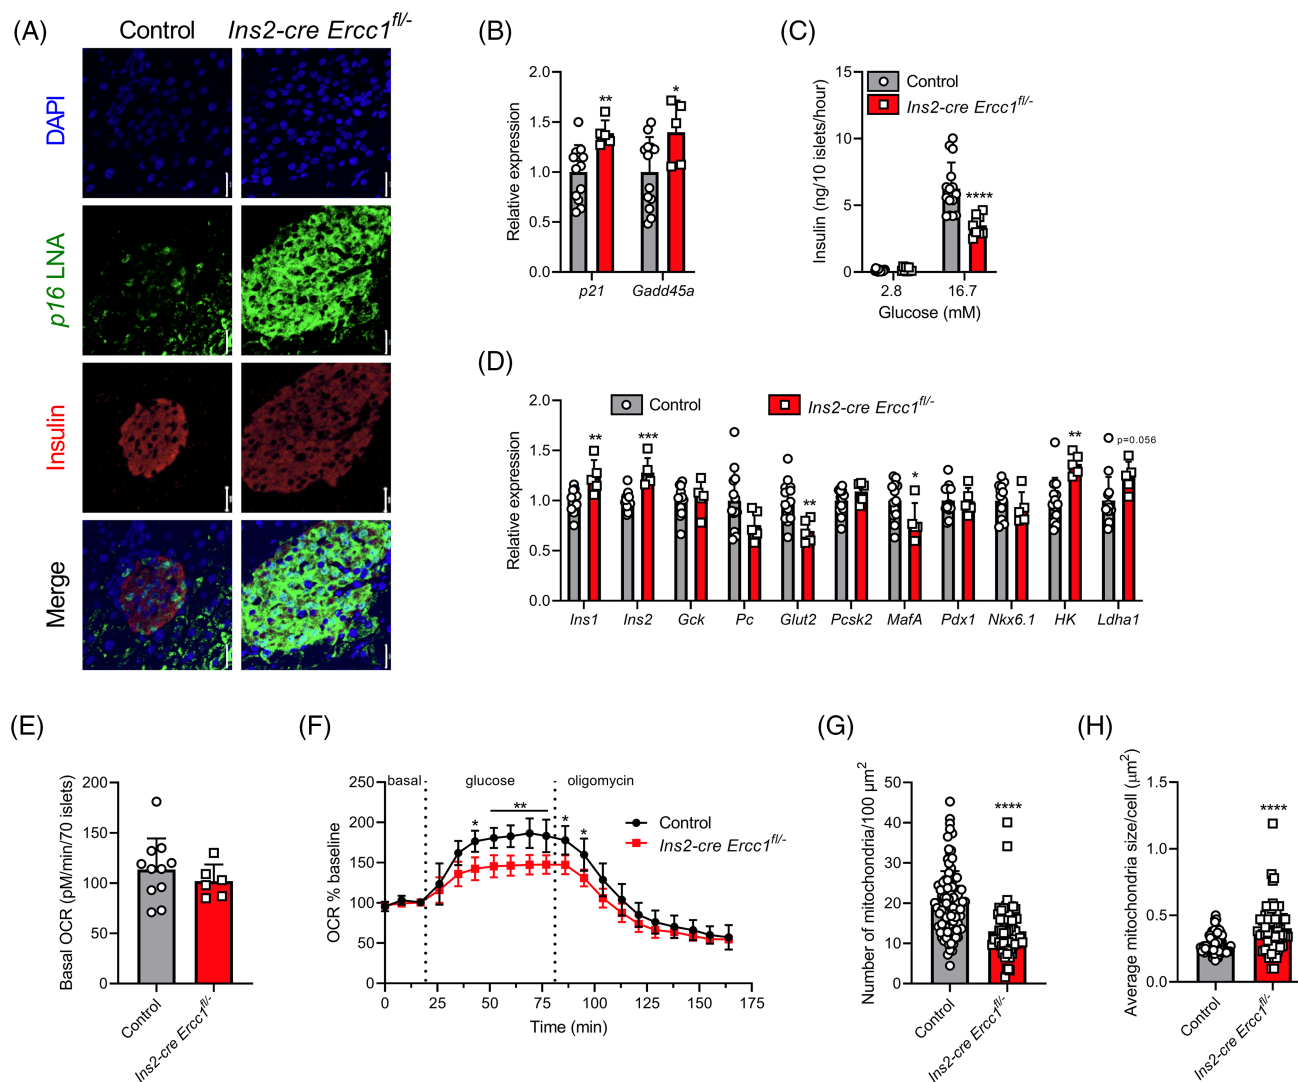 (A)
Control
Ins2-cre Ercc1fl/-
DAPI
p16 LNA
Insulin
Merge
(B)
Relative expression
2.0
1.5
1.0
0.5
0.0
**
*
p21
Gadd45a
(C)
Insulin (ng/10 islets/hour)
15
10
5
0
Control
Ins2-cre Ercc1fl/-
****
2.8
16.7
Glucose (mM)
(D)
Relative expression
2.0
1.5
1.0
0.5
0.0
Control
Ins2-cre Ercc1fl/-
**
***
**
*
**
p=0.056
Ins1
Ins2
Gck
Pc
Glut2
Pcsk2
MafA
Pdx1
Nkx6.1
HK
Ldha1
(E)
Basal OCR (pM/min/70 islets)
200
150
100
50
0
Control
Ins2-cre Ercc1fl/-
(F)
OCR % baseline
250
200
150
100
50
0
basal
glucose
oligomycin
*
**
*
*
Control
Ins2-cre Ercc1fl/-
0
25
50
75
100
125
150
175
Time (min)
(G)
Number of mitochondria/100 µm2
50
40
30
20
10
0
****
Control
Ins2-cre Ercc1fl/-
(H)
Average mitochondria size/cell (µm2)
1.5
1.0
0.5
0.0
****
Control
Ins2-cre Ercc1fl/-